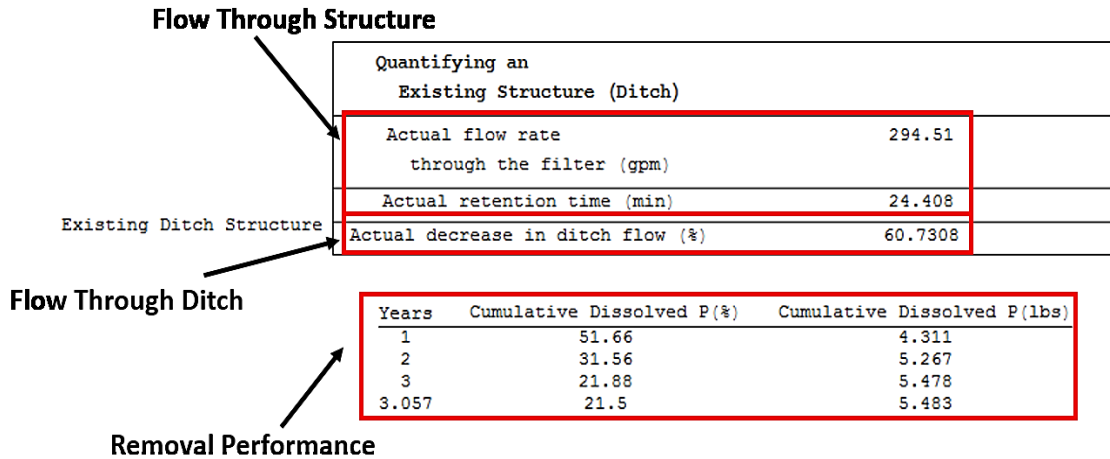 Flow Through Structure
Quantifying an
Existing Structure (Ditch)
Actual flow rate 294.51
through the filter (gpm)
Actual retention time (min) 24.408
Existing Ditch Structure
Actual decrease in ditch flow (%) 60.7308
Flow Through Ditch
Years Cumulative Dissolved P(%) Cumulative Dissolved P(lbs)
1 51.66 4.311
2 31.56 5.267
3 21.88 5.478
3.057 21.5 5.483
Removal Performance